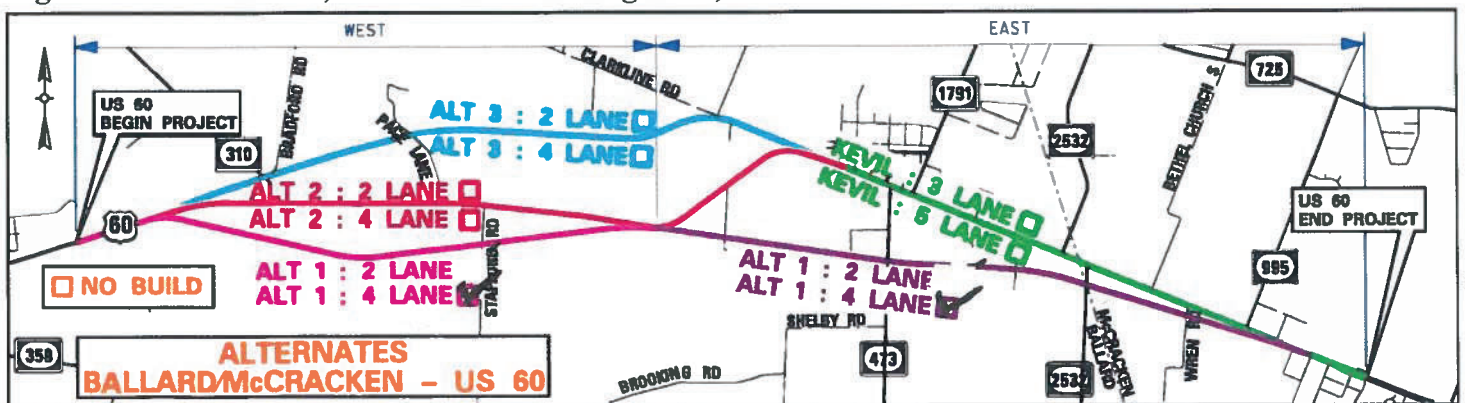 WEST
EAST
CLARKLINE RD
725
US 60
BEGIN PROJECT
BRADFORD RD
1791
BETHEL CHURCH
ALT 3 : 2 LANE
PACE LANE
2532
310
ALT 3 : 4 LANE
KEVIL : 3 LANE
KEVIL : 5 LANE
ALT 2 : 2 LANE
60
ALT 2 : 4 LANE
US 60
END PROJECT
ALT 1 : 2 LANE
ALT 1 : 4 LANE
NO BUILD
ALT 1 : 2 LANE
ALT 1 : 4 LANE
995
SHELBY RD
McCRACKEN
BALLARD
WREN RD
358
ALTERNATES
BALLARD/McCRACKEN - US 60
473
2532
BROOKING RD